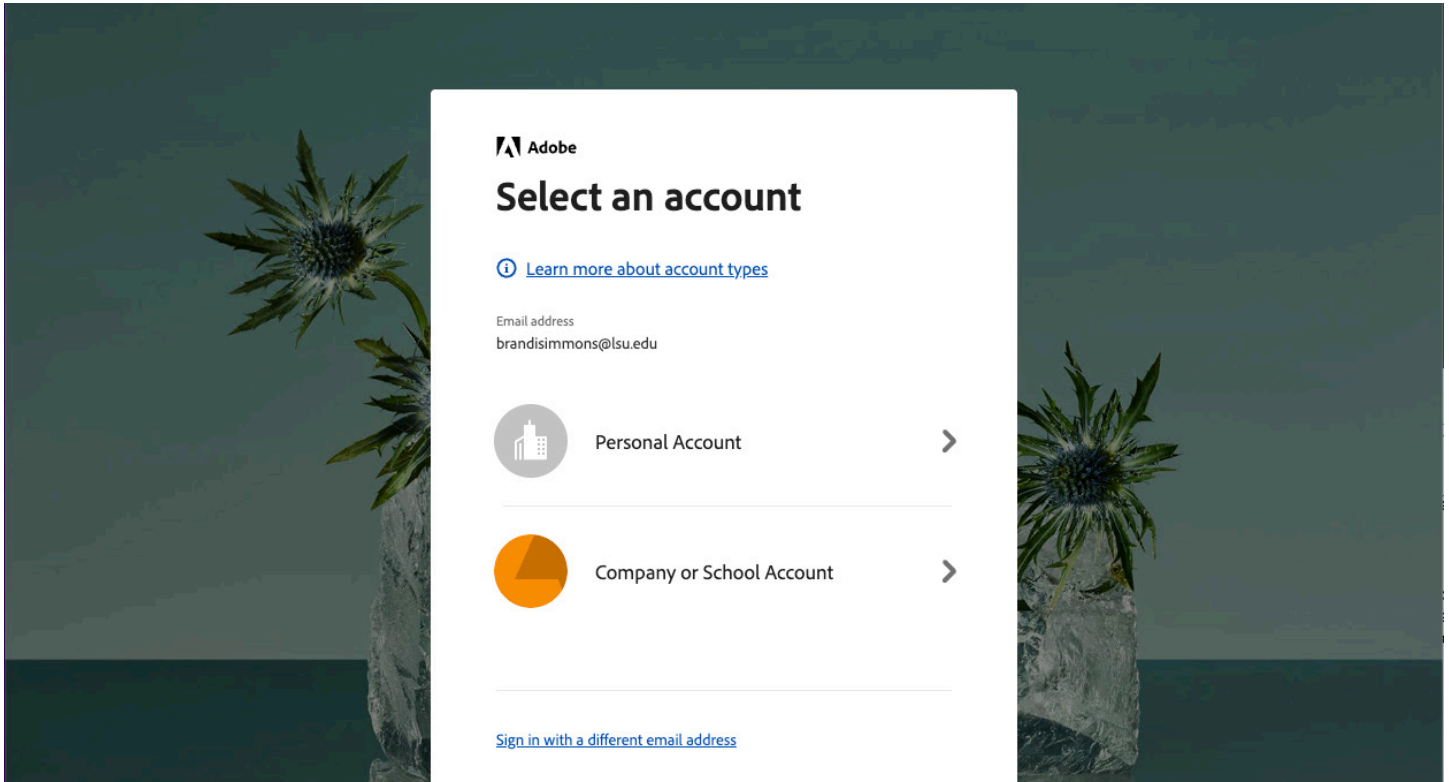 Adobe
Select an account
Learn more about account types
Email address
brandisimmons@lsu.edu
Personal Account
Company or School Account
Sign in with a different email address